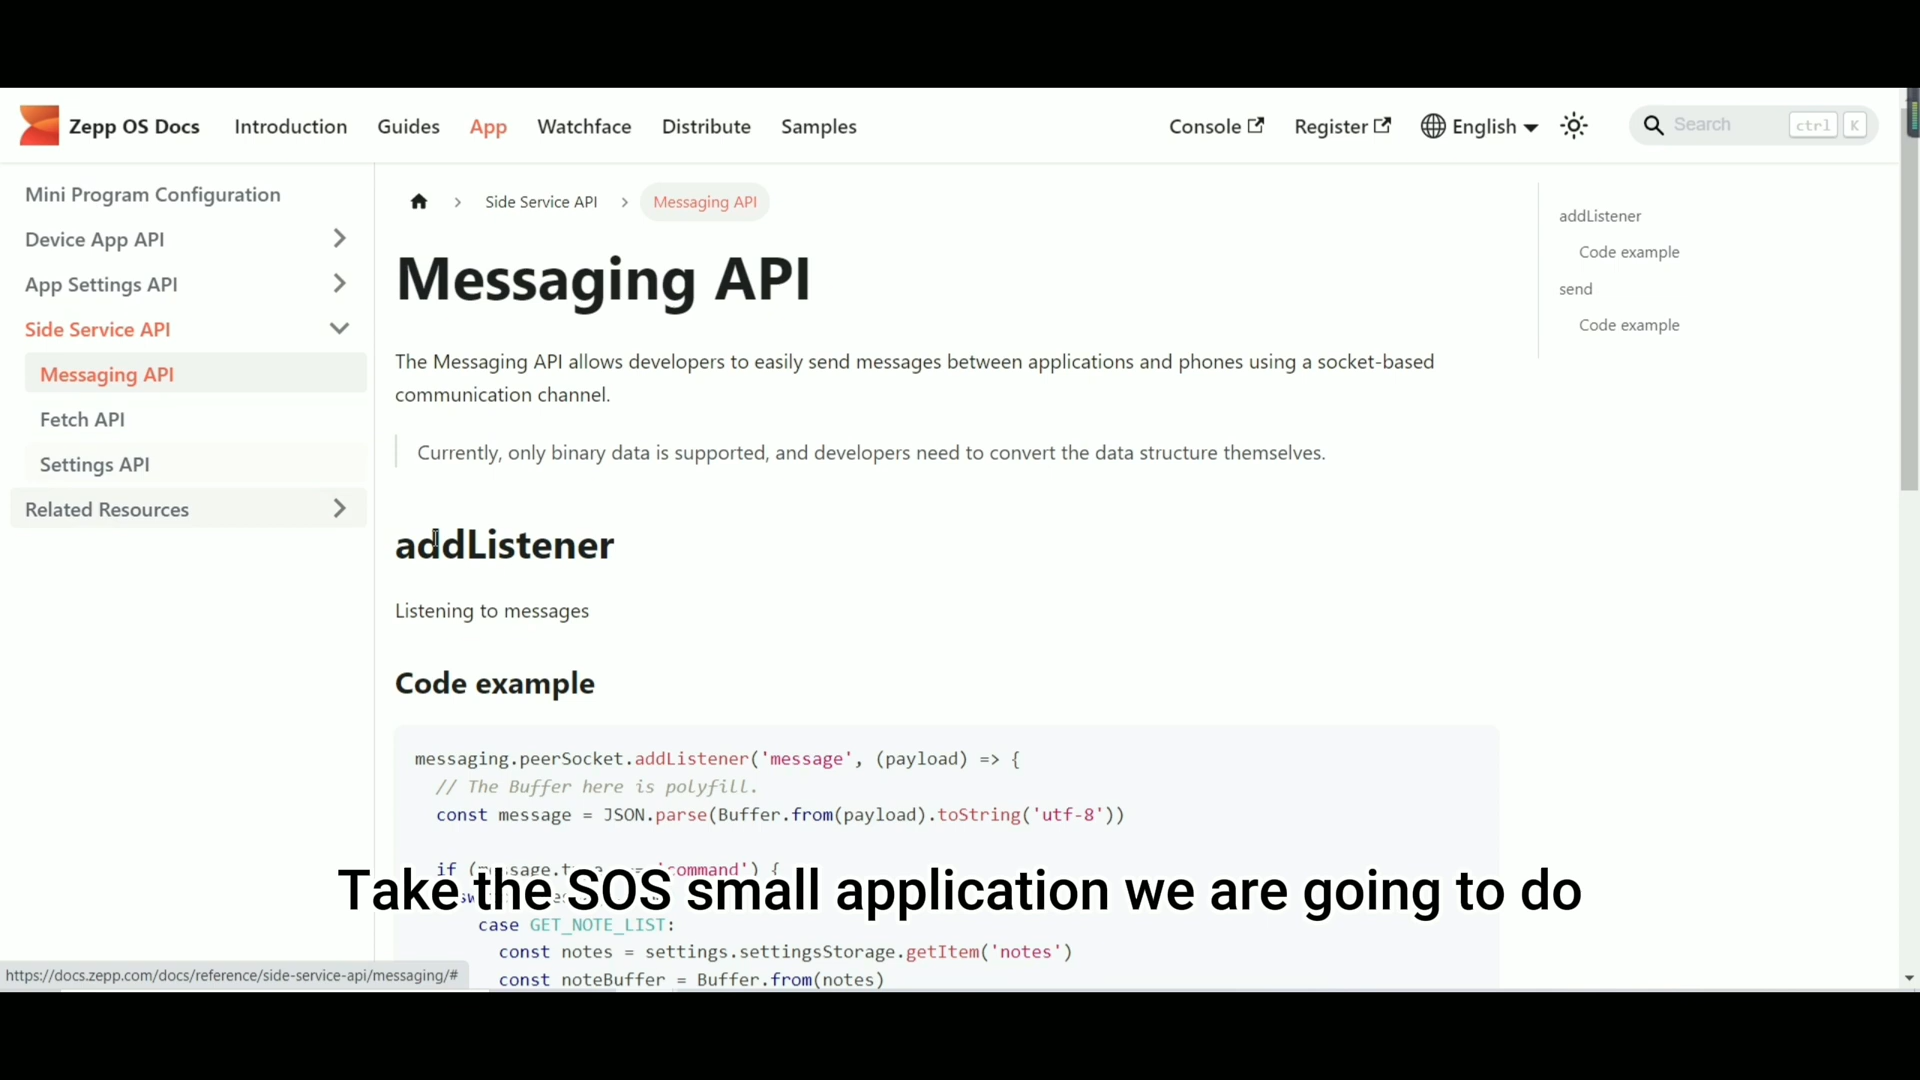 Zepp OS Docs Introduction Guides App Watchface Distribute Samples Console Register English Search ctrl K
Mini Program Configuration
Device App API
App Settings API
Side Service API
Messaging API
Fetch API
Settings API
Related Resources
Side Service API > Messaging API
Messaging API
The Messaging API allows developers to easily send messages between applications and phones using a socket-based
communication channel.
Currently, only binary data is supported, and developers need to convert the data structure themselves.
addListener
Listening to messages
Code example
messaging.peerSocket.addListener('message', (payload) => {
// The Buffer here is polyfill.
const message = JSON.parse(Buffer.from(payload).toString('utf-8'))
if 'command') {
case GET_NOTE_LIST:
const notes = settings.settingsStorage.getItem('notes')
const noteBuffer = Buffer.from(notes)
addListener
Code example
send
Code example
Take the SOS small application we are going to do
https://docs.zepp.com/docs/reference/side-service-api/messaging/#